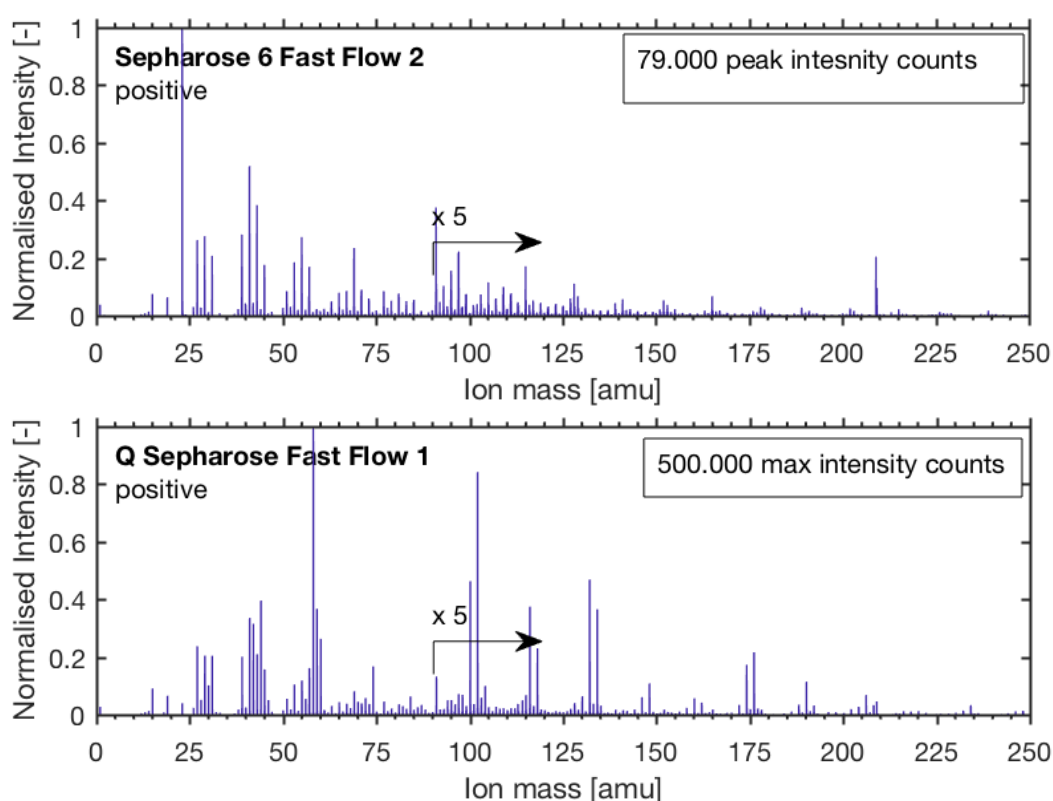 Normalised Intensity [-]
1
0.8
0.6
0.4
0.2
0
Sepharose 6 Fast Flow 2
positive
79.000 peak intesnity counts
x 5
0 25 50 75 100 125 150 175 200 225 250
Ion mass [amu]
Normalised Intensity [-]
1
0.8
0.6
0.4
0.2
0
Q Sepharose Fast Flow 1
positive
500.000 max intensity counts
x 5
0 25 50 75 100 125 150 175 200 225 250
Ion mass [amu]